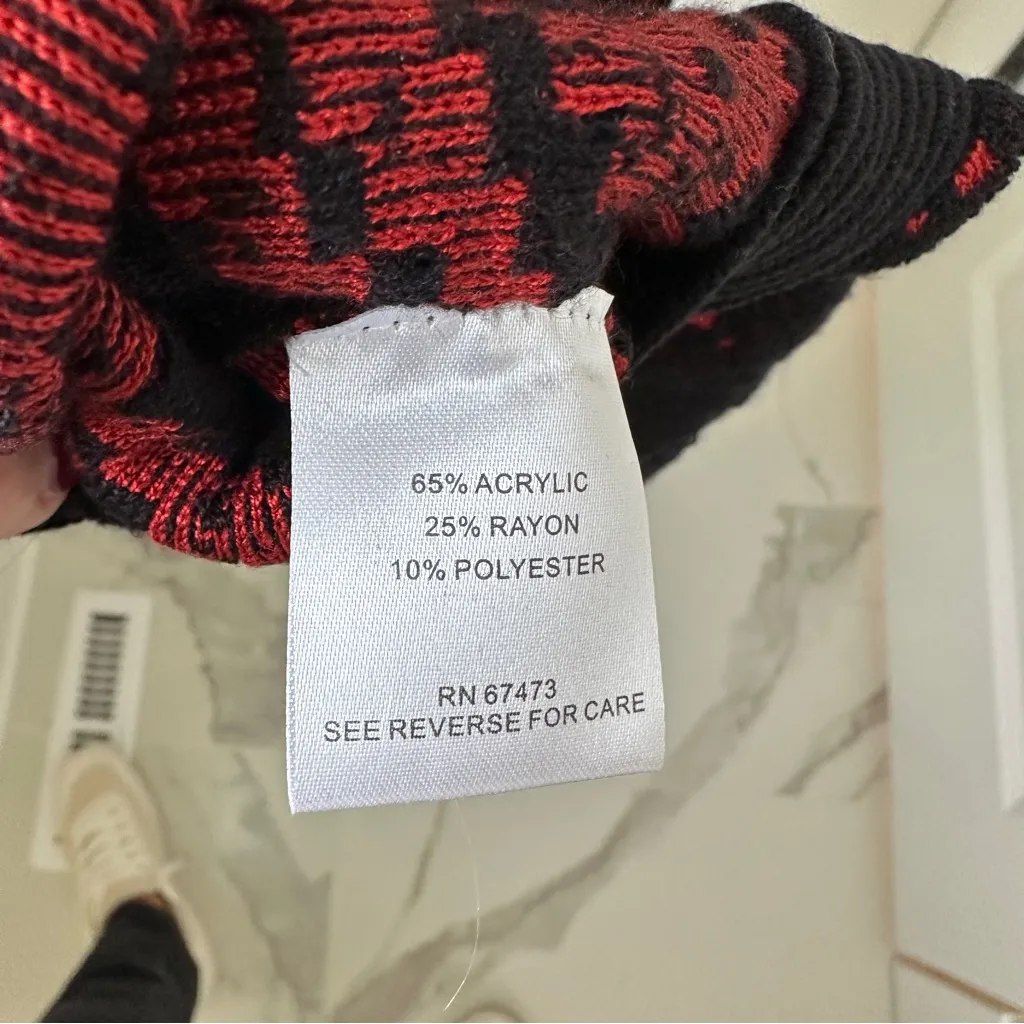 65% ACRYLIC
25% RAYON
10% POLYESTER
RN 67473
SEE REVERSE FOR CARE